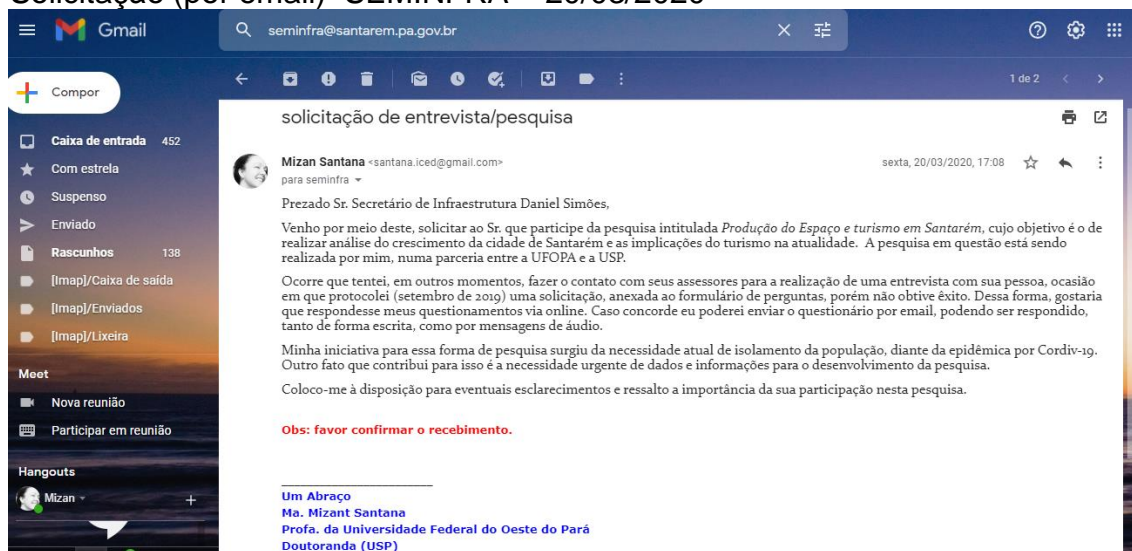 Solicitação (por email)- SEMINFRA – 20/03/2020
Gmail
seminfra@santarem.pa.gov.br
Compor
1 de 2
solicitação de entrevista/pesquisa
Caixa de entrada 452
Com estrela
Suspenso
Enviado
Rascunhos 138
[Imap]/Caixa de saída
[Imap]/Enviados
[Imap]/Lixeira
Meet
Nova reunião
Participar em reunião
Hangouts
Mizan
Mizan Santana <santana.iced@gmail.com>
sexta, 20/03/2020, 17:08
para seminfra
Prezado Sr. Secretário de Infraestrutura Daniel Simões,
Venho por meio deste, solicitar ao Sr. que participe da pesquisa intitulada Produção do Espaço e turismo em Santarém, cujo objetivo é o de
realizar análise do crescimento da cidade de Santarém e as implicações do turismo na atualidade. A pesquisa em questão está sendo
realizada por mim, numa parceria entre a UFOPA e a USP.
Ocorre que tentei, em outros momentos, fazer o contato com seus assessores para a realização de uma entrevista com sua pessoa, ocasião
em que protocolei (setembro de 2019) uma solicitação, anexada ao formulário de perguntas, porém não obtive êxito. Dessa forma, gostaria
que respondesse meus questionamentos via online. Caso concorde eu poderei enviar o questionário por email, podendo ser respondido,
tanto de forma escrita, como por mensagens de áudio.
Minha iniciativa para essa forma de pesquisa surgiu da necessidade atual de isolamento da população, diante da epidêmica por Cordiv-19.
Outro fato que contribui para isso é a necessidade urgente de dados e informações para o desenvolvimento da pesquisa.
Coloco-me à disposição para eventuais esclarecimentos e ressalto a importância da sua participação nesta pesquisa.
Obs: favor confirmar o recebimento.
Um Abraço
Ma. Mizant Santana
Profa. da Universidade Federal do Oeste do Pará
Doutoranda (USP)